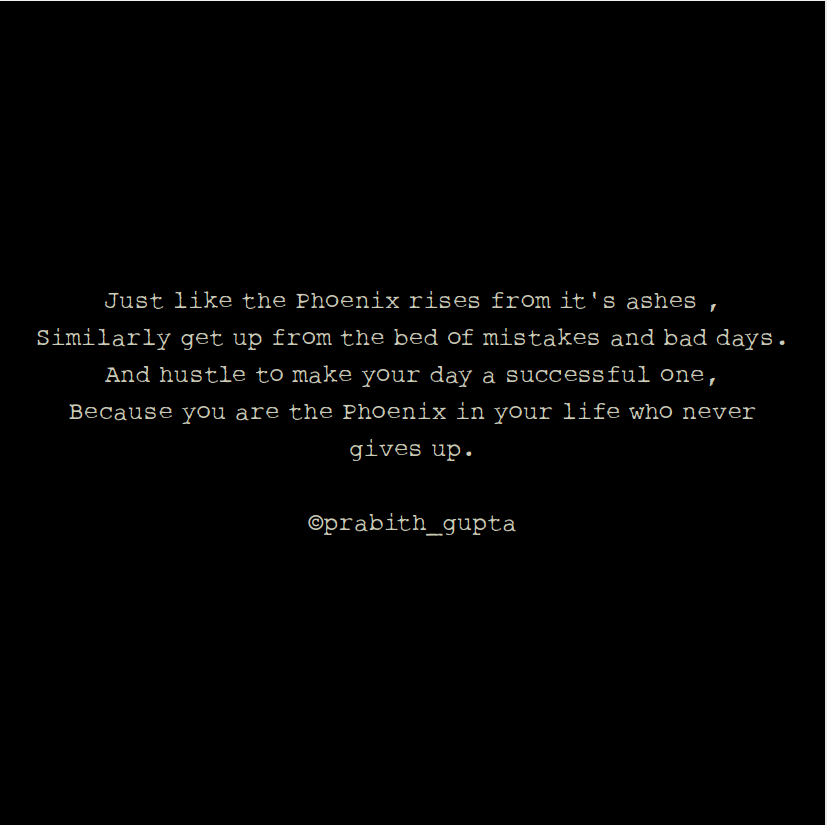 Just like the Phoenix rises from it's ashes ,
Similarly get up from the bed of mistakes and bad days.
And hustle to make your day a successful one,
Because you are the Phoenix in your life who never
gives up.
©prabith_gupta